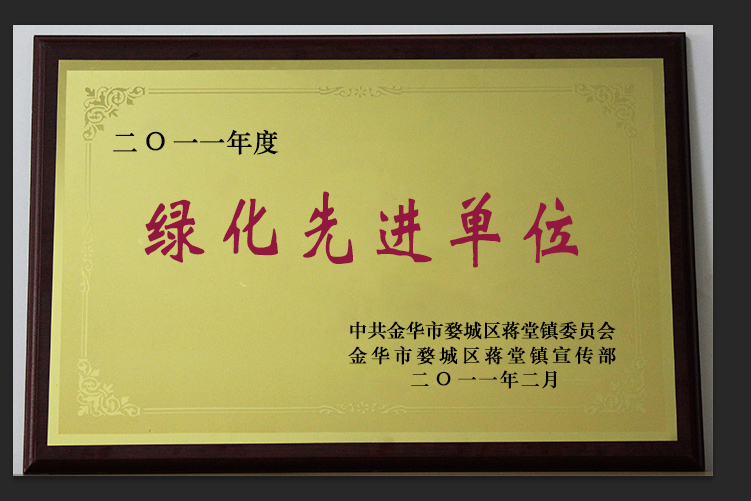 二O一一年度
绿化先进单位
中共金华市婺城区蒋堂镇委员会
金华市婺城区蒋堂镇宣传部
二O一一年二月